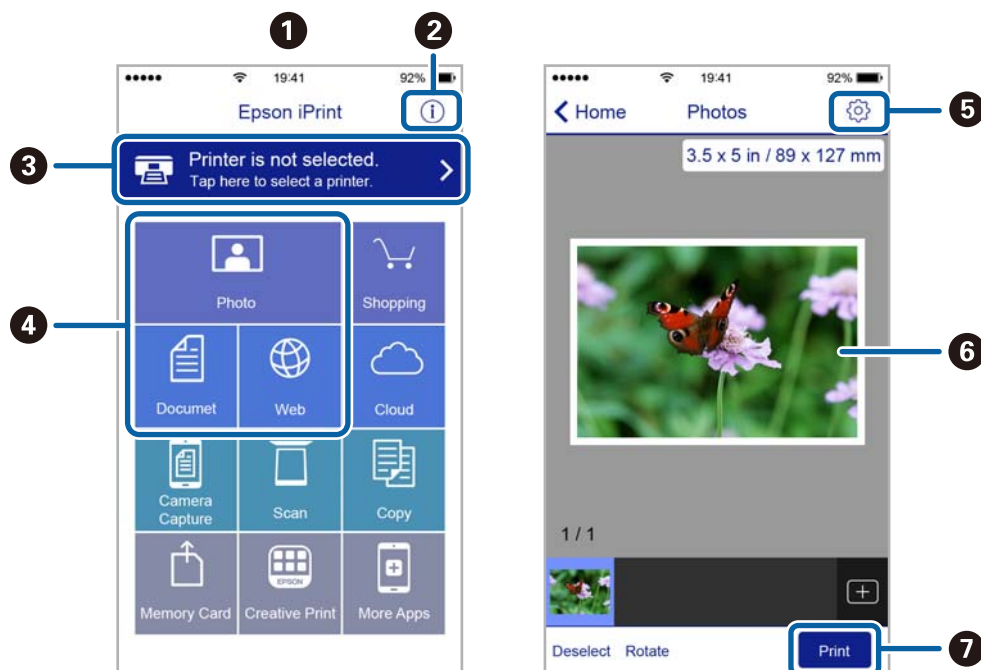 1
2
19:41
92%
Epson iPrint
3
Printer is not selected.
Tap here to select a printer.
4
Photo
Shopping
Documet
Web
Cloud
Camera
Capture
Scan
Copy
EPSON
Memory Card
Creative Print
More Apps
19:41
92%
Home
Photos
5
3.5 x 5 in / 89 x 127 mm
6
1 / 1
Deselect
Rotate
Print
7